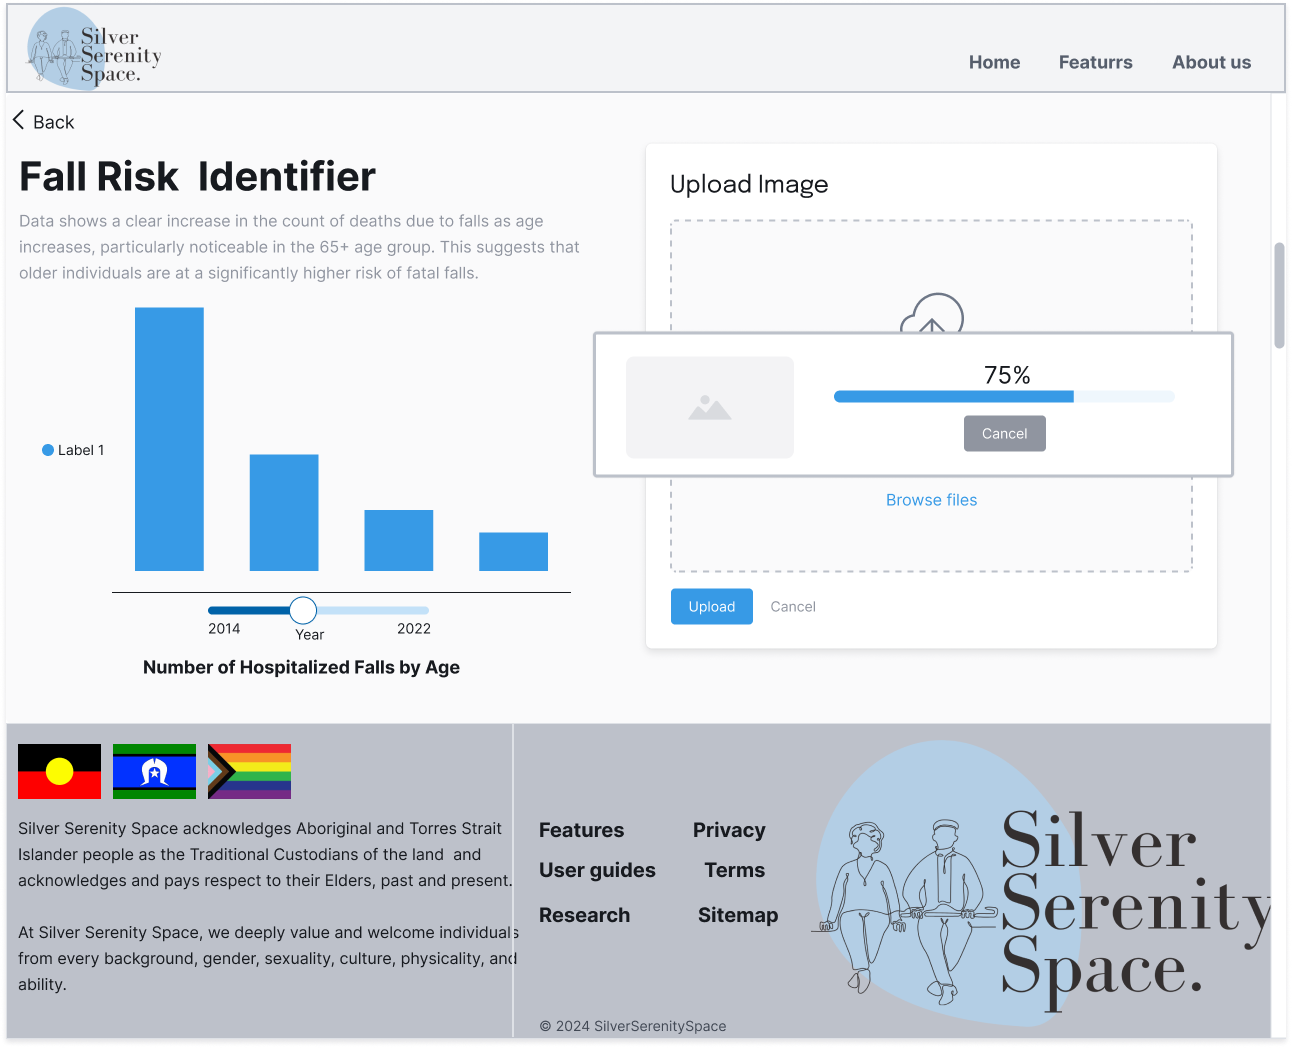 Silver
Serenity
Space.
Home
Featurrs
About us
Back
Fall Risk  Identifier
Data shows a clear increase in the count of deaths due to falls as age
increases, particularly noticeable in the 65+ age group. This suggests that
older individuals are at a significantly higher risk of fatal falls.
Label 1
2014
Year
2022
Number of Hospitalized Falls by Age
Upload Image
75%
Cancel
Browse files
Upload
Cancel
Silver Serenity Space acknowledges Aboriginal and Torres Strait
Islander people as the Traditional Custodians of the land  and
acknowledges and pays respect to their Elders, past and present.
At Silver Serenity Space, we deeply value and welcome individuals
from every background, gender, sexuality, culture, physicality, and
ability.
Features
Privacy
User guides
Terms
Research
Sitemap
© 2024 SilverSerenitySpace
Silver
Serenity
Space.